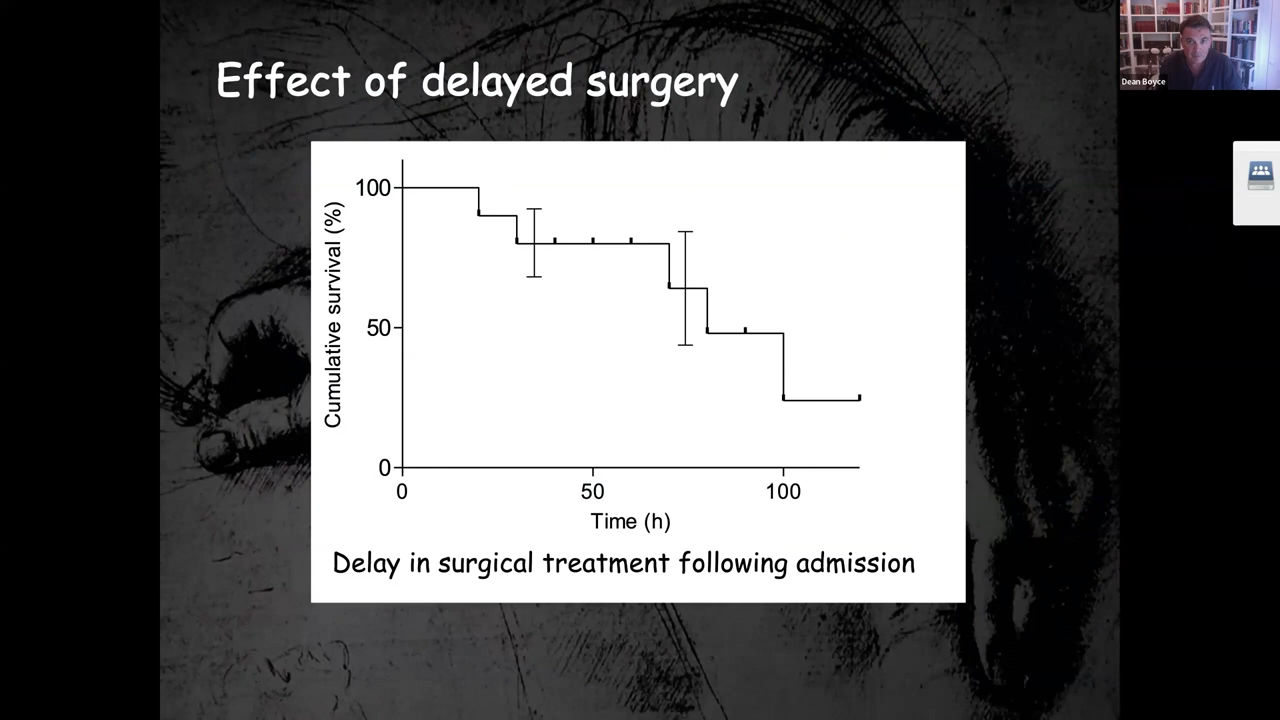 Effect of delayed surgery
Dean Boyce
100
50
0
Cumulative survival (%)
0 50 100
Time (h)
Delay in surgical treatment following admission